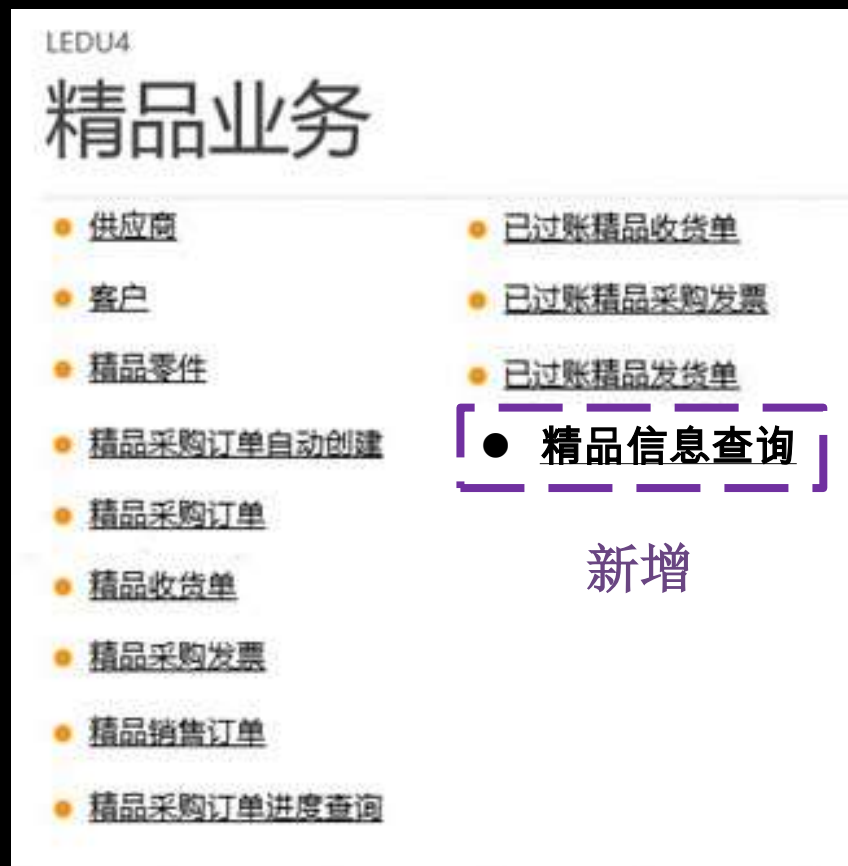 LEDU4
精品业务
供应商
客户
精品零件
精品采购订单自动创建
精品采购订单
精品收货单
精品采购发票
精品销售订单
精品采购订单进度查询
已过账精品收货单
已过账精品采购发票
已过账精品发货单
精品信息查询
新增